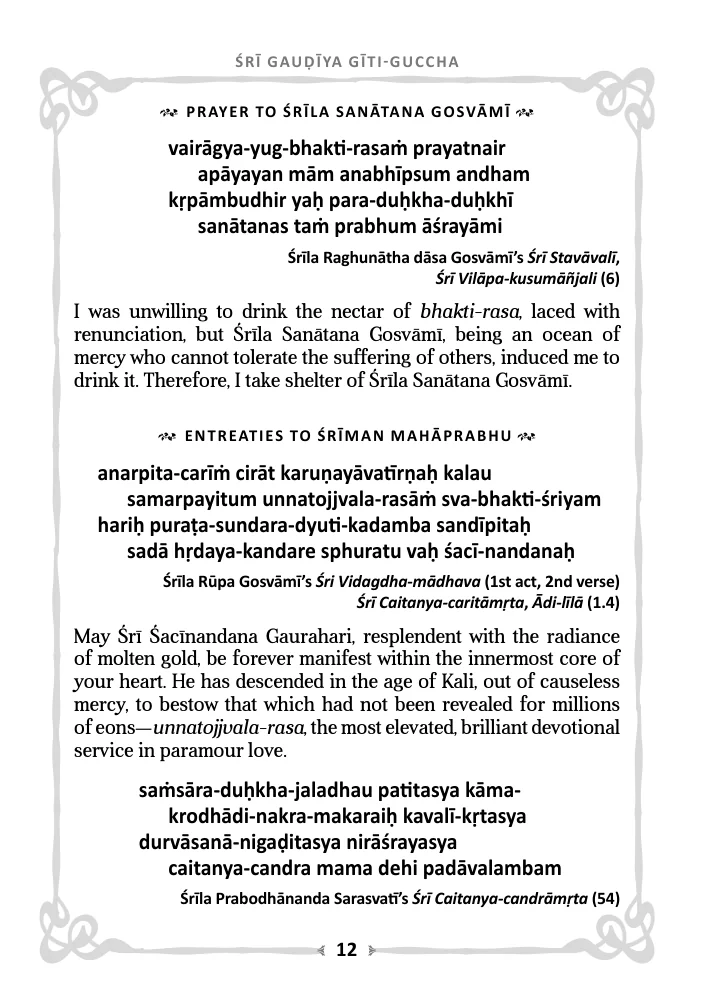 ŚRĪ GAUḌĪYA GĪTI-GUCCHA
PRAYER TO ŚRĪLA SANĀTANA GOSVĀMĪ
vairāgya-yug-bhakti-rasaṁ prayatnair
apāyayan mām anabhīpsum andham
kṛpāmbudhir yaḥ para-duḥkha-duḥkhī
sanātanas taṁ prabhum āśrayāmi
Śrīla Raghunātha dāsa Gosvāmī’s Śrī Stavāvalī,
Śrī Vilāpa-kusumāñjali (6)
I was unwilling to drink the nectar of bhakti-rasa, laced with
renunciation, but Śrīla Sanātana Gosvāmī, being an ocean of
mercy who cannot tolerate the suffering of others, induced me to
drink it. Therefore, I take shelter of Śrīla Sanātana Gosvāmī.
ENTREATIES TO ŚRĪMAN MAHĀPRABHU
anarpita-carīṁ cirāt karuṇayāvatīrṇaḥ kalau
samarpayitum unnatojjvala-rasāṁ sva-bhakti-śriyam
hariḥ puraṭa-sundara-dyuti-kadamba sandīpitaḥ
sadā hṛdaya-kandare sphuratu vaḥ śacī-nandanaḥ
Śrīla Rūpa Gosvāmī’s Śri Vidagdha-mādhava (1st act, 2nd verse)
Śrī Caitanya-caritāmṛta, Ādi-līlā (1.4)
May Śrī Śacīnandana Gaurahari, resplendent with the radiance
of molten gold, be forever manifest within the innermost core of
your heart. He has descended in the age of Kali, out of causeless
mercy, to bestow that which had not been revealed for millions
of eons—unnatojjvala-rasa, the most elevated, brilliant devotional
service in paramour love.
saṁsāra-duḥkha-jaladhau patitasya kāma-
krodhādi-nakra-makaraiḥ kavalī-kṛtasya
durvāsanā-nigaḍitasya nirāśrayasya
caitanya-candra mama dehi padāvalambam
Śrīla Prabodhānanda Sarasvatī’s Śrī Caitanya-candrāmṛta (54)
12